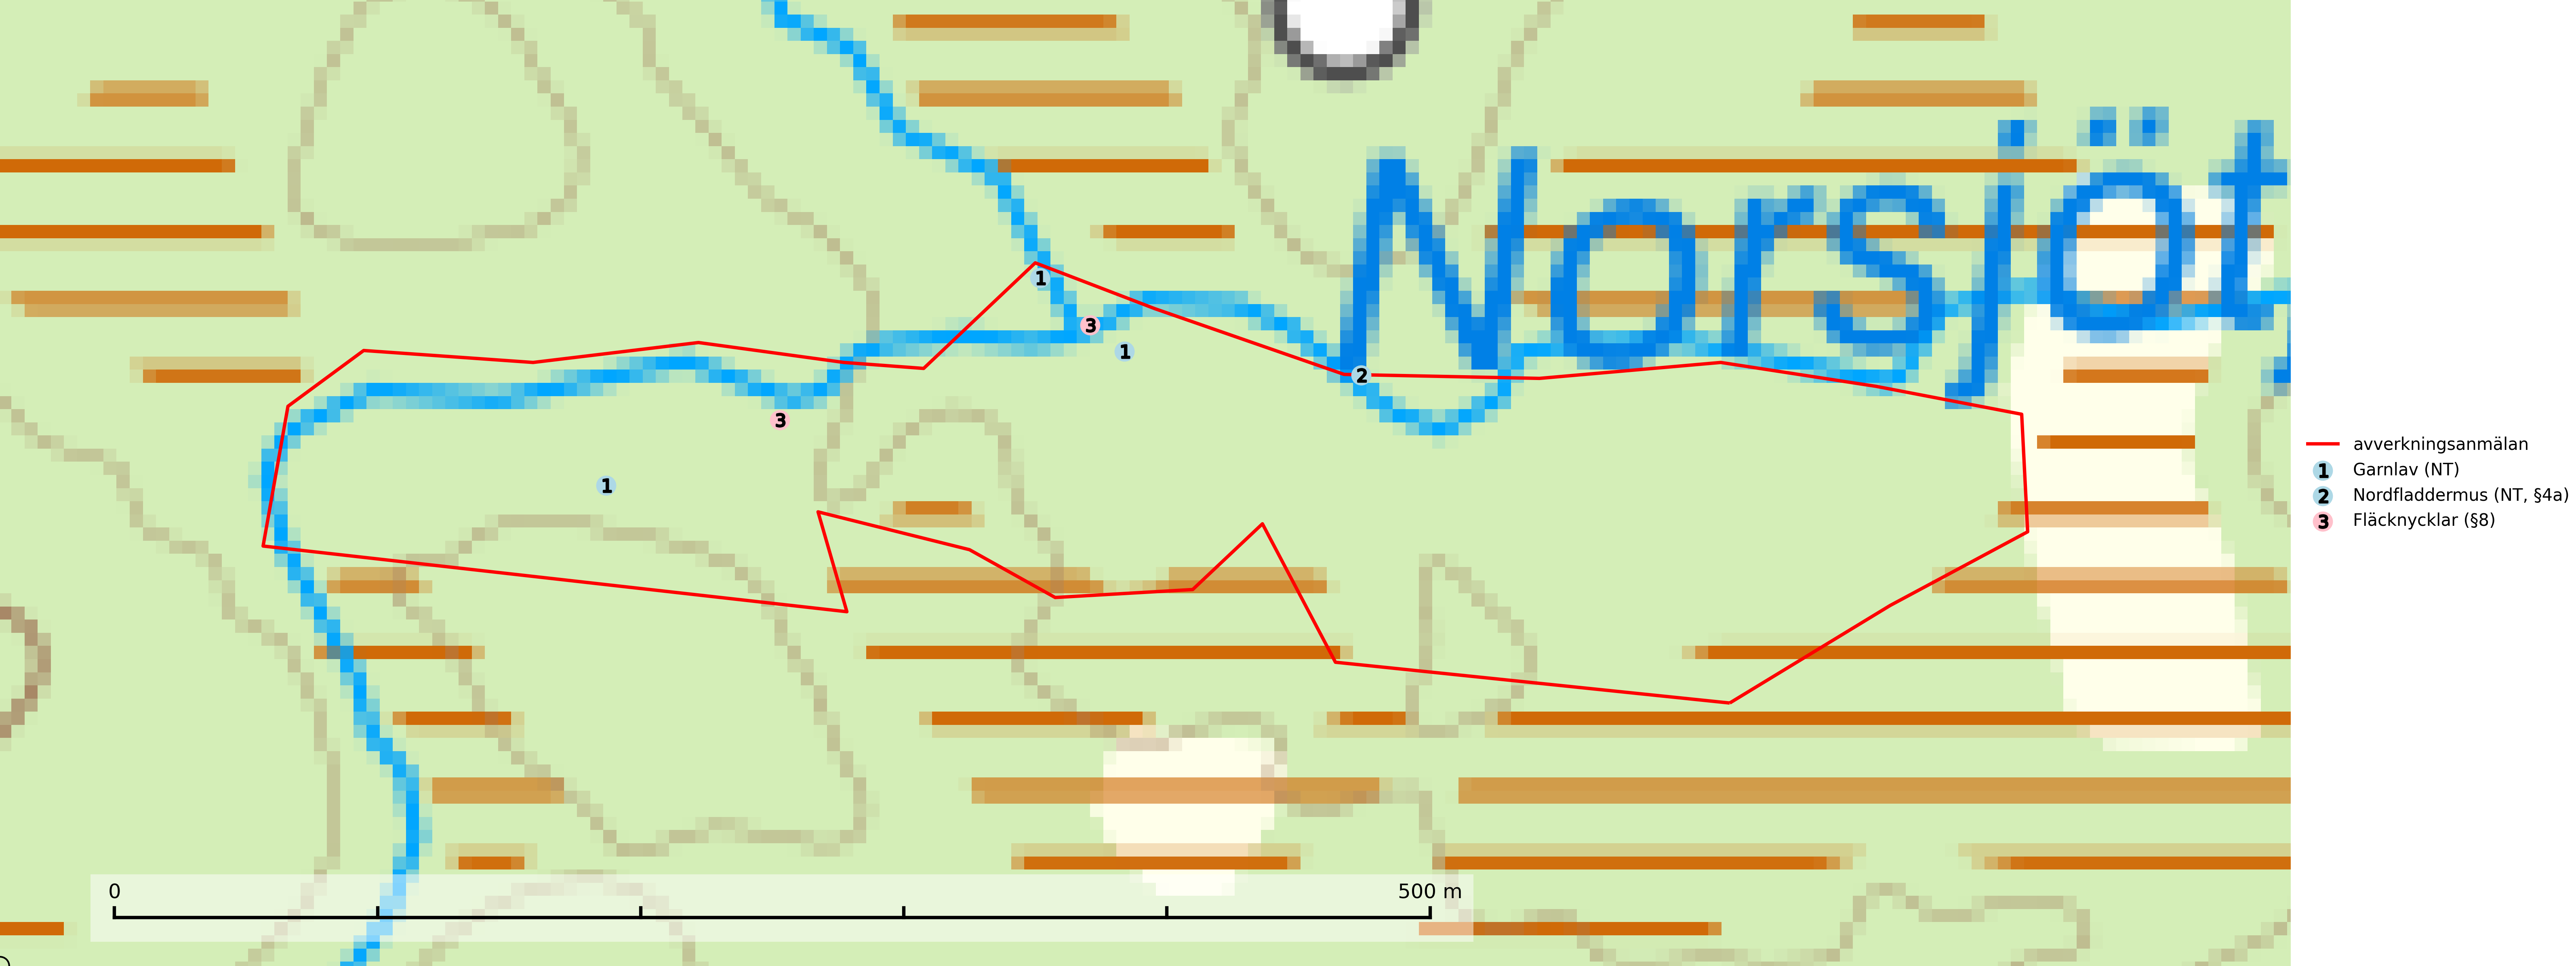 Norsjöt
1
3
1
2
3
1
avverkningsanmälan
1 Garnlav (NT)
2 Nordfladdermus (NT, §4a)
3 Fläcknycklar (§8)
0 500 m